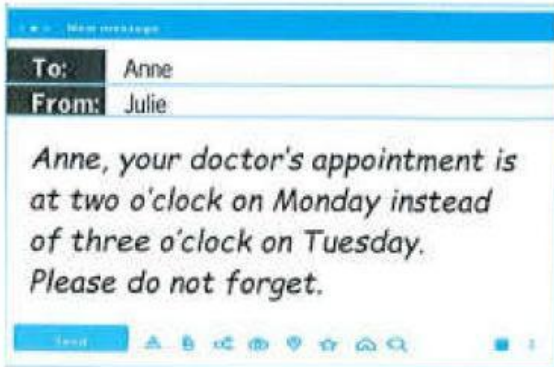 New message
To: Anne
From: Julie
Anne, your doctor's appointment is
at two o'clock on Monday instead
of three o'clock on Tuesday.
Please do not forget.
Send